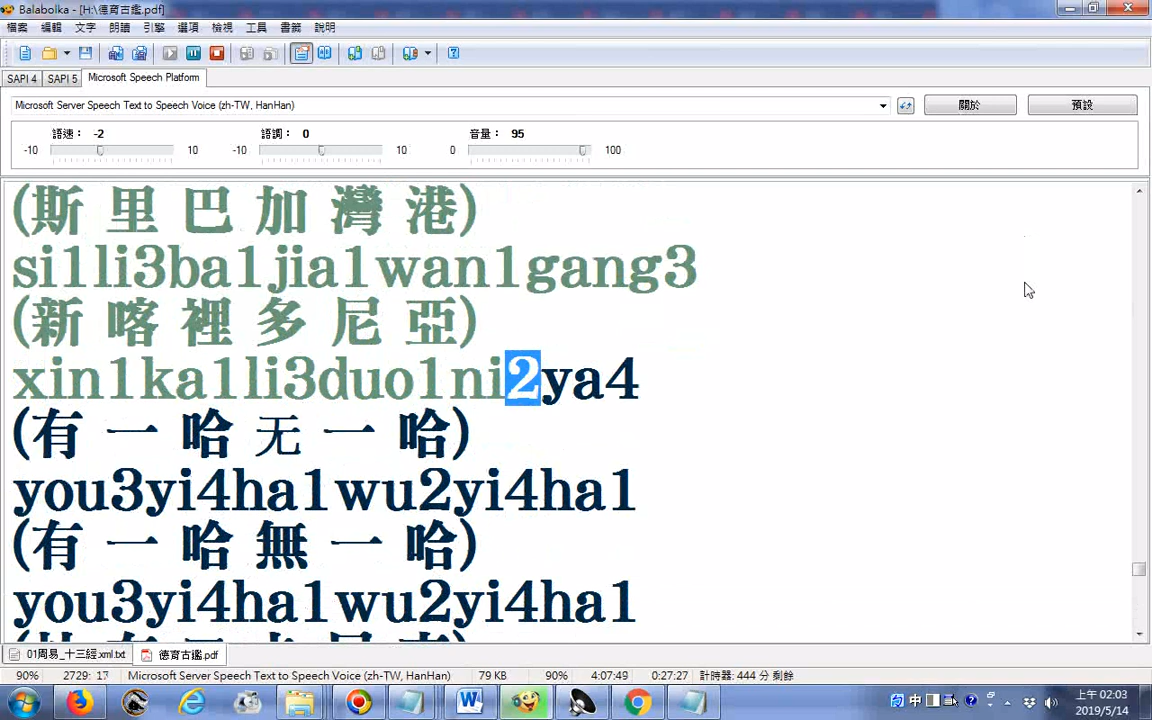 Balabolka - [H:\德育古鑑.pdf]
檔案 編輯 文字 朗讀 引擎 選項 檢視 工具 書籤 說明
SAPI 4 SAPI 5 Microsoft Speech Platform
Microsoft Server Speech Text to Speech Voice (zh-TW, HanHan) 關於 預設
語速： -2 語調： 0 音量： 95
-10 10 -10 10 0 100
(斯 里 巴 加 灣 港)
si1li3ba1jia1wan1gang3
(新 喀 裡 多 尼 亞)
xin1ka1li3duo1ni2ya4
(有 一 哈 无 一 哈)
you3yi4ha1wu2yi4ha1
(有 一 哈 無 一 哈)
you3yi4ha1wu2yi4ha1
01周易_十三經.xml.txt 德育古鑑.pdf
90% 2729: 17 Microsoft Server Speech Text to Speech Voice (zh-TW, HanHan) 79 KB 90% 4:07:49 0:27:27 計時器: 444 分 剩餘
中 上午 02:03
2019/5/14